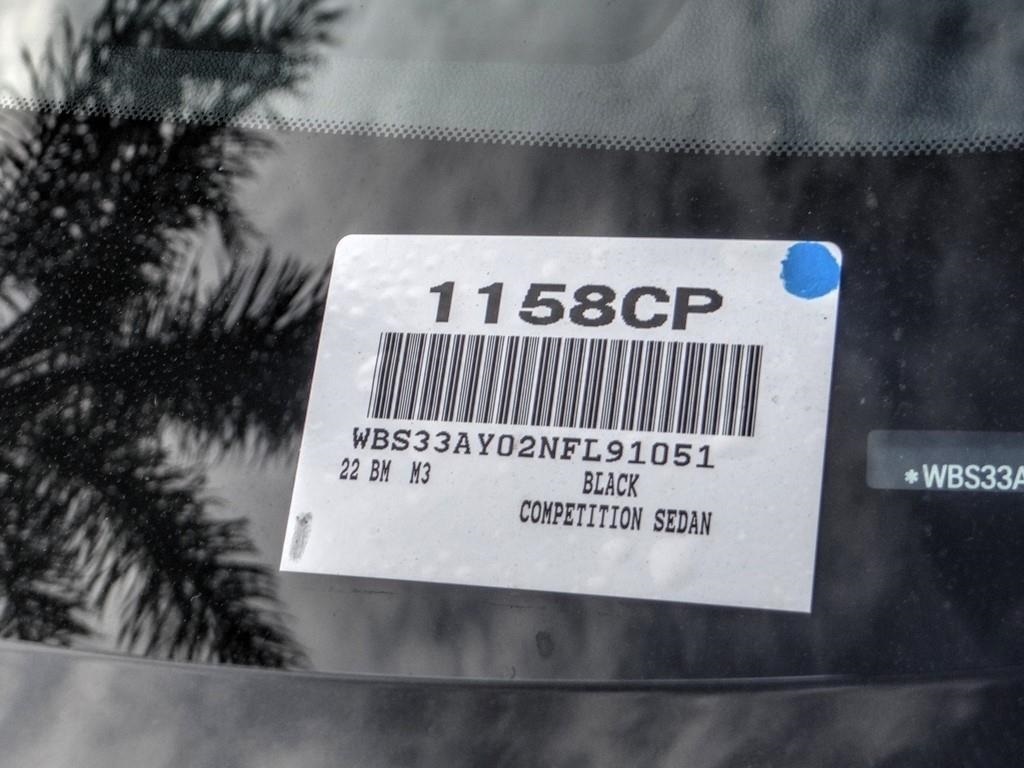 1158CP
WBS33AY02NFL91051
22 BM M3 BLACK
COMPETITION SEDAN
*WBS33A